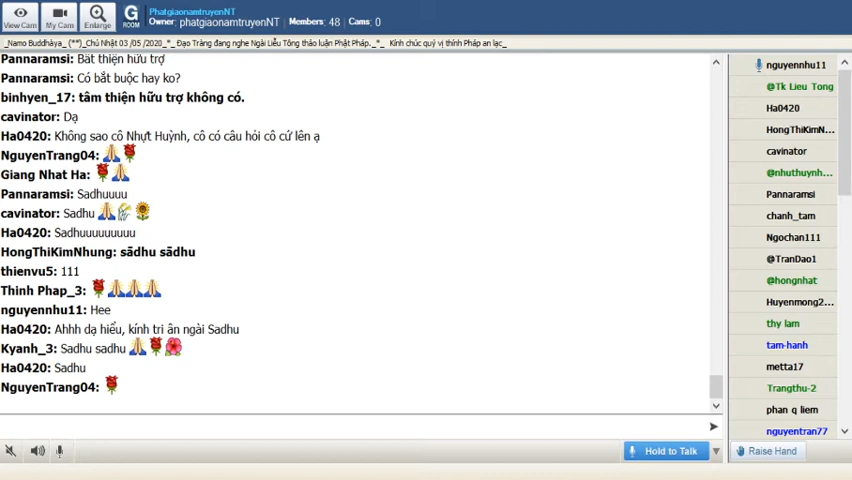 PhatgiaonamtruyenNT
Owner: phatgiaonamtruyenNT Members: 48 Cams: 0
View Cam My Cam Enlarge G ROOM
_Namo Buddhàya_ (**)_Chủ Nhật 03 /05 /2020_*_ Đạo Tràng đang nghe Ngài Liễu Tông thảo luận Phật Pháp._*_ Kính chúc quý vị thính Pháp an lạc_
Pannaramsi: Bất thiện hữu trợ
Pannaramsi: Có bắt buộc hay ko?
binhyen_17: tâm thiện hữu trợ không có.
cavinator: Dạ
Ha0420: Không sao cô Nhựt Huỳnh, cô có câu hỏi cô cứ lên ạ
NguyenTrang04: 🙏🌹
Giang Nhat Ha: 🌹🙏
Pannaramsi: Sadhuuuu
cavinator: Sadhu 🙏🌾🌻
Ha0420: Sadhuuuuuuuuu
HongThiKimNhung: sādhu sādhu
thienvu5: 111
Thinh Phap_3: 🌹🙏🙏🙏
nguyennhu11: Hee
Ha0420: Ahhh dạ hiểu, kính tri ân ngài Sadhu
Kyanh_3: Sadhu sadhu 🙏🌹🌺
Ha0420: Sadhu
NguyenTrang04: 🌹
Hold to Talk
nguyennhu11
@Tk Lieu Tong
Ha0420
HongThiKimN...
cavinator
@nhuthuynh...
Pannaramsi
chanh_tam
Ngochan111
@TranDao1
@hongnhat
Huyenmong2...
thy lam
tam-hanh
metta17
Trangthu-2
phan q liem
nguyentran77
Raise Hand